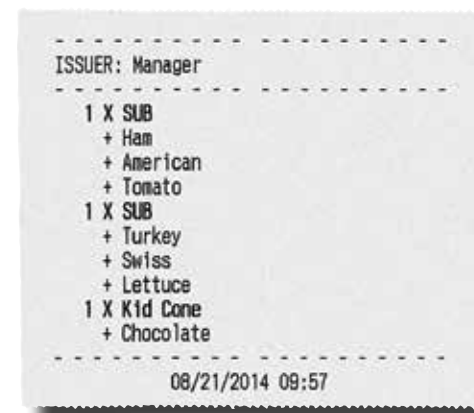 - - - - - - - - - - - - - - - - - - - -
ISSUER: Manager
- - - - - - - - - - - - - - - - - - - -
1 X SUB
+ Ham
+ American
+ Tomato
1 X SUB
+ Turkey
+ Swiss
+ Lettuce
1 X Kid Cone
+ Chocolate
- - - - - - - - - - - - - - - - - - - -
08/21/2014 09:57